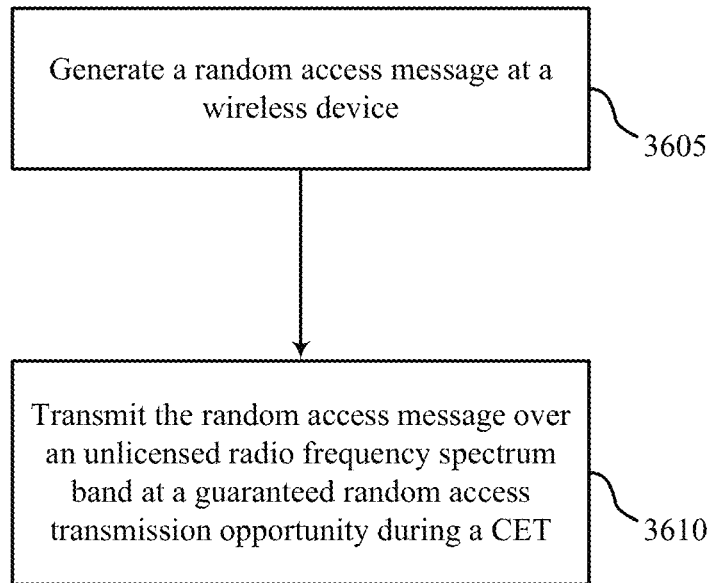 Generate a random access message at a
wireless device
3605
Transmit the random access message over
an unlicensed radio frequency spectrum
band at a guaranteed random access
transmission opportunity during a CET
3610